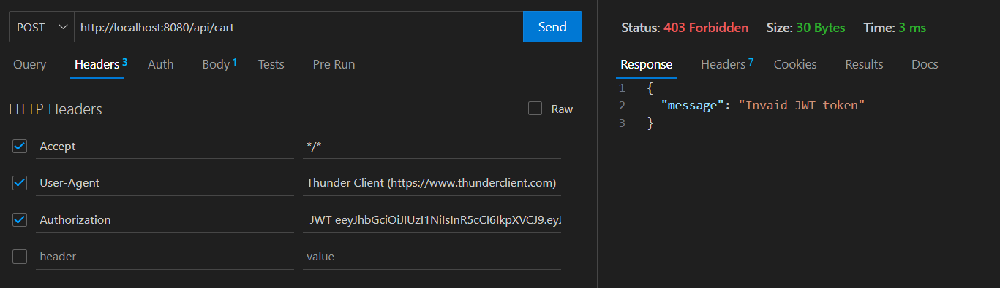 POST http://localhost:8080/api/cart Send
Query Headers 3 Auth Body 1 Tests Pre Run
HTTP Headers Raw
Accept */*
User-Agent Thunder Client (https://www.thunderclient.com)
Authorization JWT eeyJhbGciOiJIUzI1NiIsInR5cCI6IkpXVCJ9.eyJ
header value
Status: 403 Forbidden Size: 30 Bytes Time: 3 ms
Response Headers 7 Cookies Results Docs
1 {
2 "message": "Invaid JWT token"
3 }